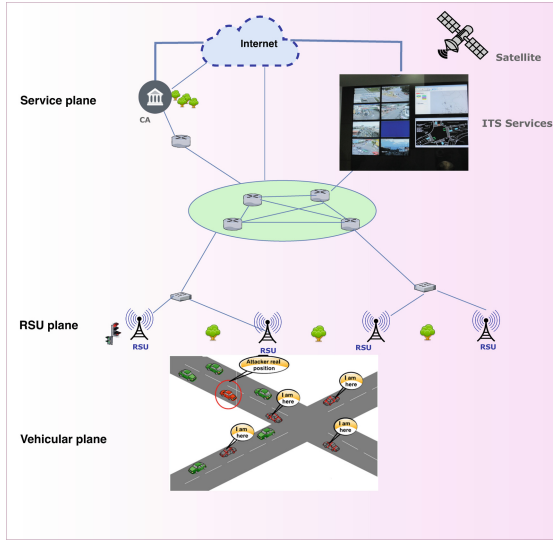 Internet
Satellite
Service plane
CA
ITS Services
RSU plane
RSU
RSU
RSU
RSU
Attacker real
position
I am
here
I am
here
Vehicular plane
I am
here
I am
here